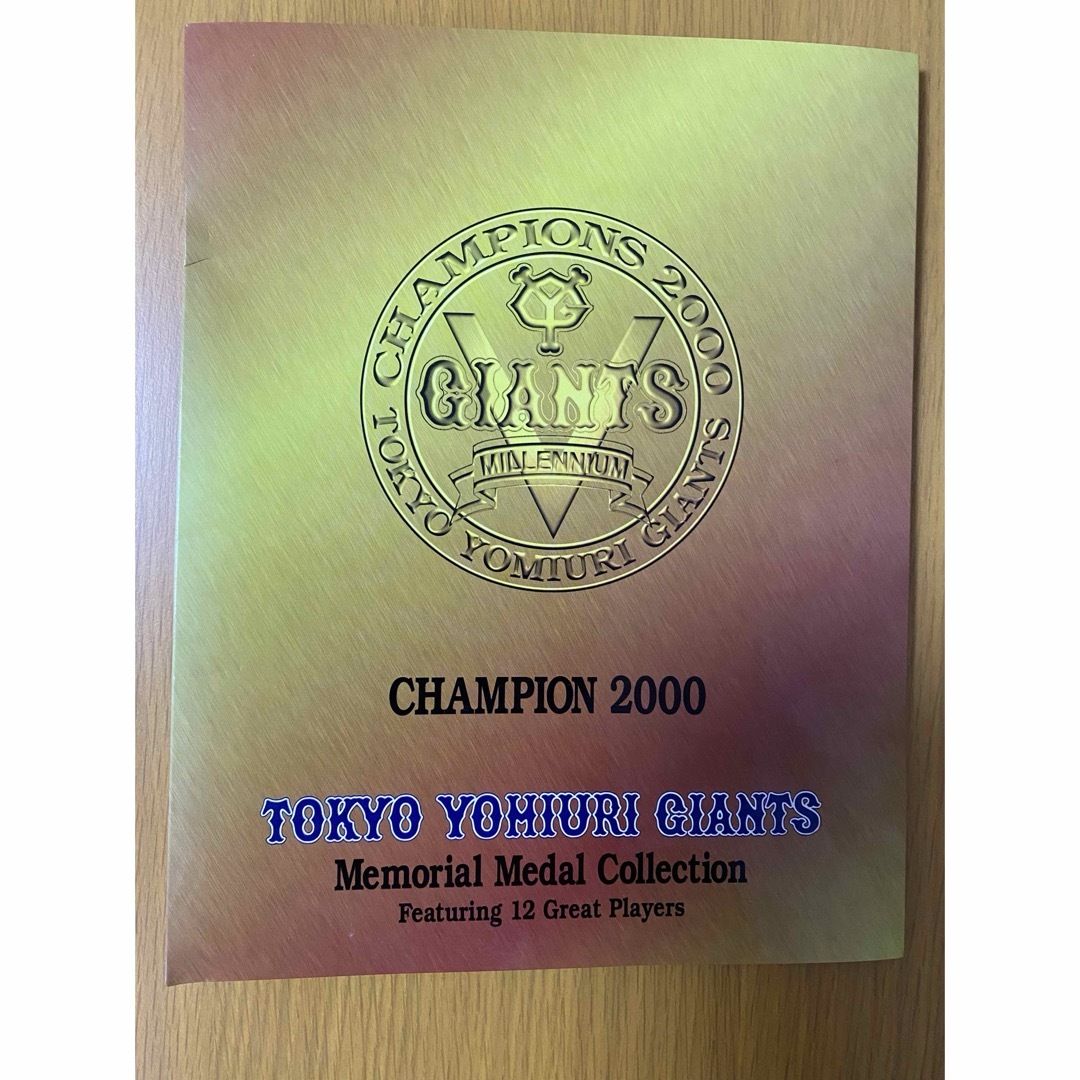 CHAMPIONS 2000
YG
GIANTS
V
MILLENNIUM
TOKYO YOMIURI GIANTS
CHAMPION 2000
TOKYO YOMIURI GIANTS
Memorial Medal Collection
Featuring 12 Great Players